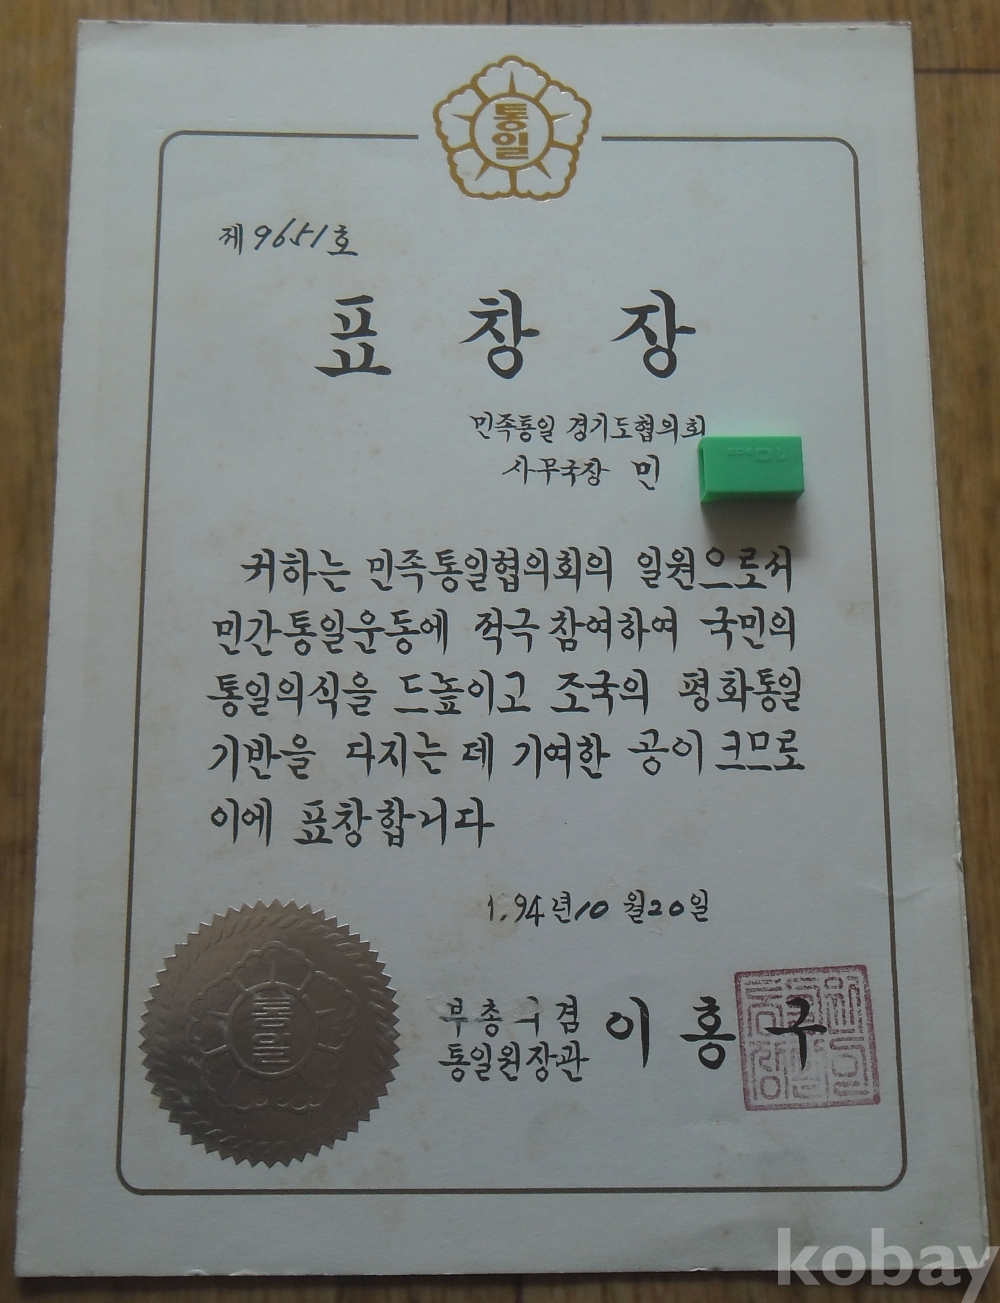 통일
제9651호
표창장
민족통일 경기도협의회
사무국장 민
귀하는 민족통일협의회의 일원으로서
민간통일운동에 적극 참여하여 국민의
통일의식을 드높이고 조국의 평화통일
기반을 다지는 데 기여한 공이 크므로
이에 표창합니다
1.94년10월20일
부총 겸
통일원장관 이홍구
통일
통일원장관인
kobay